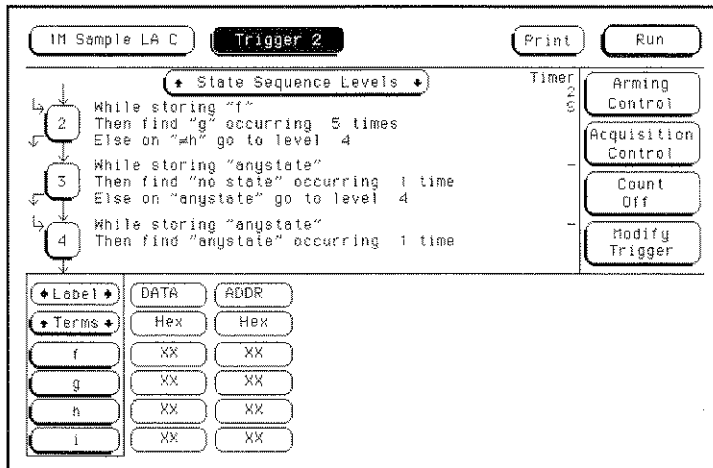 1M Sample LA C
Trigger 2
Print
Run
State Sequence Levels
Timer
2
S
Arming
Control
2
While storing "f"
Then find "g" occurring 5 times
Else on "≠h" go to level 4
Acquisition
Control
3
While storing "anystate"
Then find "no state" occurring 1 time
Else on "anystate" go to level 4
-
Count
Off
4
While storing "anystate"
Then find "anystate" occurring 1 time
-
Modify
Trigger
Label DATA ADDR
Terms Hex Hex
f XX XX
g XX XX
h XX XX
i XX XX